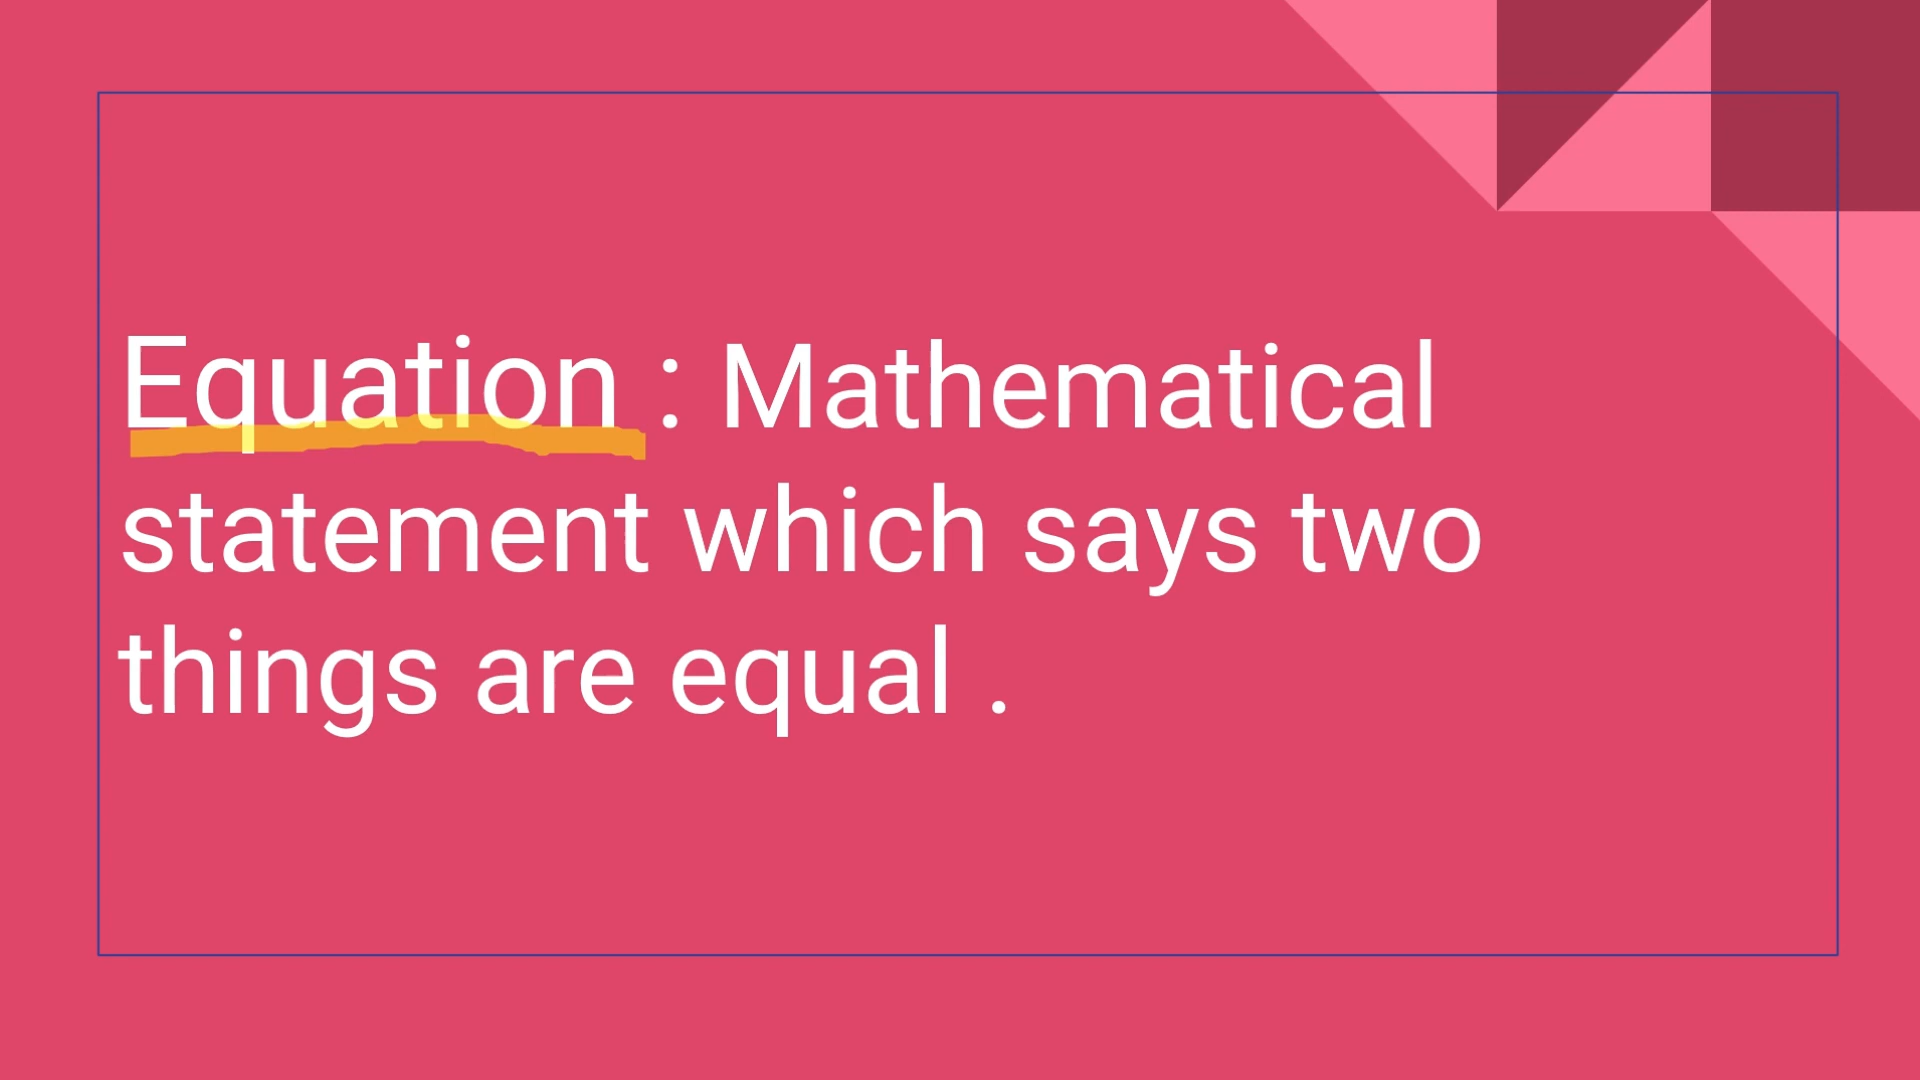 Equation : Mathematical
statement which says two
things are equal .